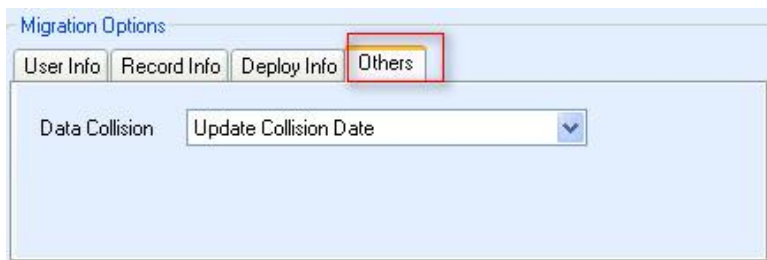 Migration Options
User Info Record Info Deploy Info Others
Data Collision Update Collision Date